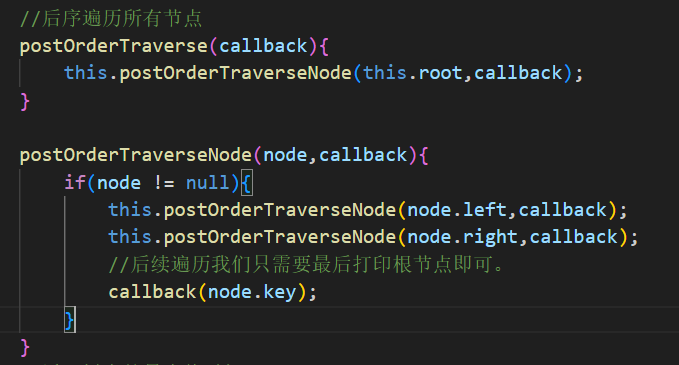 //后序遍历所有节点
postOrderTraverse(callback){
this.postOrderTraverseNode(this.root,callback);
}
postOrderTraverseNode(node,callback){
if(node != null){
this.postOrderTraverseNode(node.left,callback);
this.postOrderTraverseNode(node.right,callback);
//后续遍历我们只需要最后打印根节点即可。
callback(node.key);
}
}